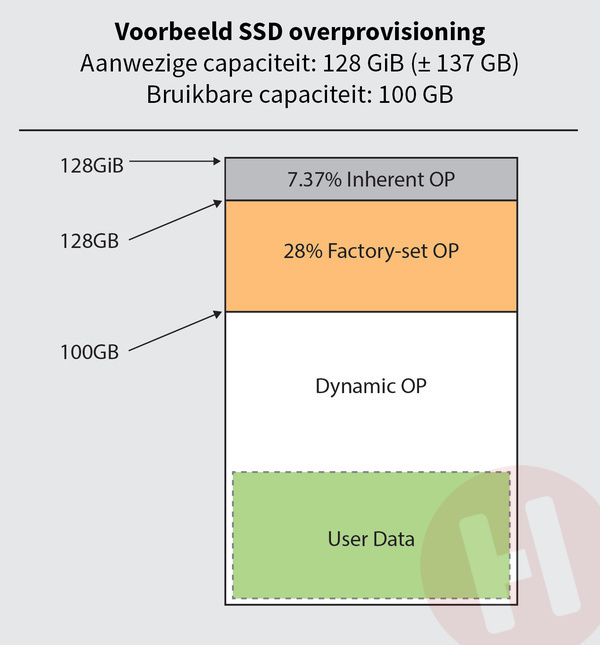 Voorbeeld SSD overprovisioning
Aanwezige capaciteit: 128 GiB (± 137 GB)
Bruikbare capaciteit: 100 GB
128GiB
7.37% Inherent OP
128GB
28% Factory-set OP
100GB
Dynamic OP
User Data
H